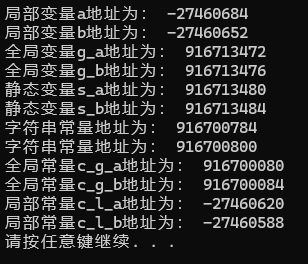 局部变量a地址为： -27460684
局部变量b地址为： -27460652
全局变量g_a地址为： 916713472
全局变量g_b地址为： 916713476
静态变量s_a地址为： 916713480
静态变量s_b地址为： 916713484
字符串常量地址为： 916700784
字符串常量地址为： 916700800
全局常量c_g_a地址为： 916700080
全局常量c_g_b地址为： 916700084
局部常量c_l_a地址为： -27460620
局部常量c_l_b地址为： -27460588
请按任意键继续. . .